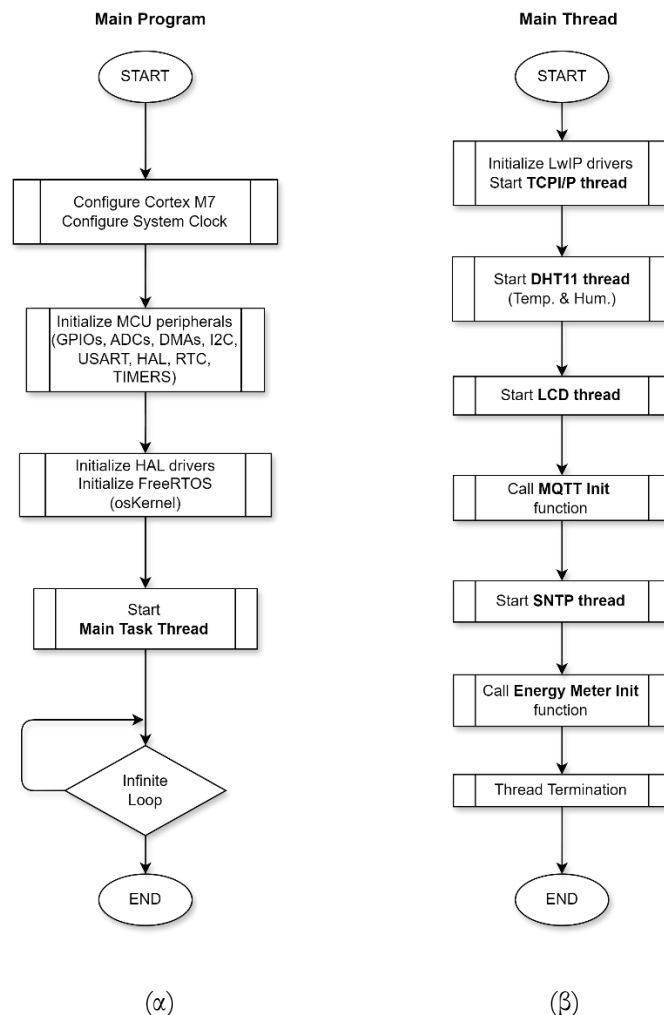 Main Program
START
Configure Cortex M7
Configure System Clock
Initialize MCU peripherals
(GPIOs, ADCs, DMAs, I2C,
USART, HAL, RTC,
TIMERS)
Initialize HAL drivers
Initialize FreeRTOS
(osKernel)
Start
Main Task Thread
Infinite
Loop
END
(α)
Main Thread
START
Initialize LwIP drivers
Start TCPI/P thread
Start DHT11 thread
(Temp. & Hum.)
Start LCD thread
Call MQTT Init
function
Start SNTP thread
Call Energy Meter Init
function
Thread Termination
END
(β)